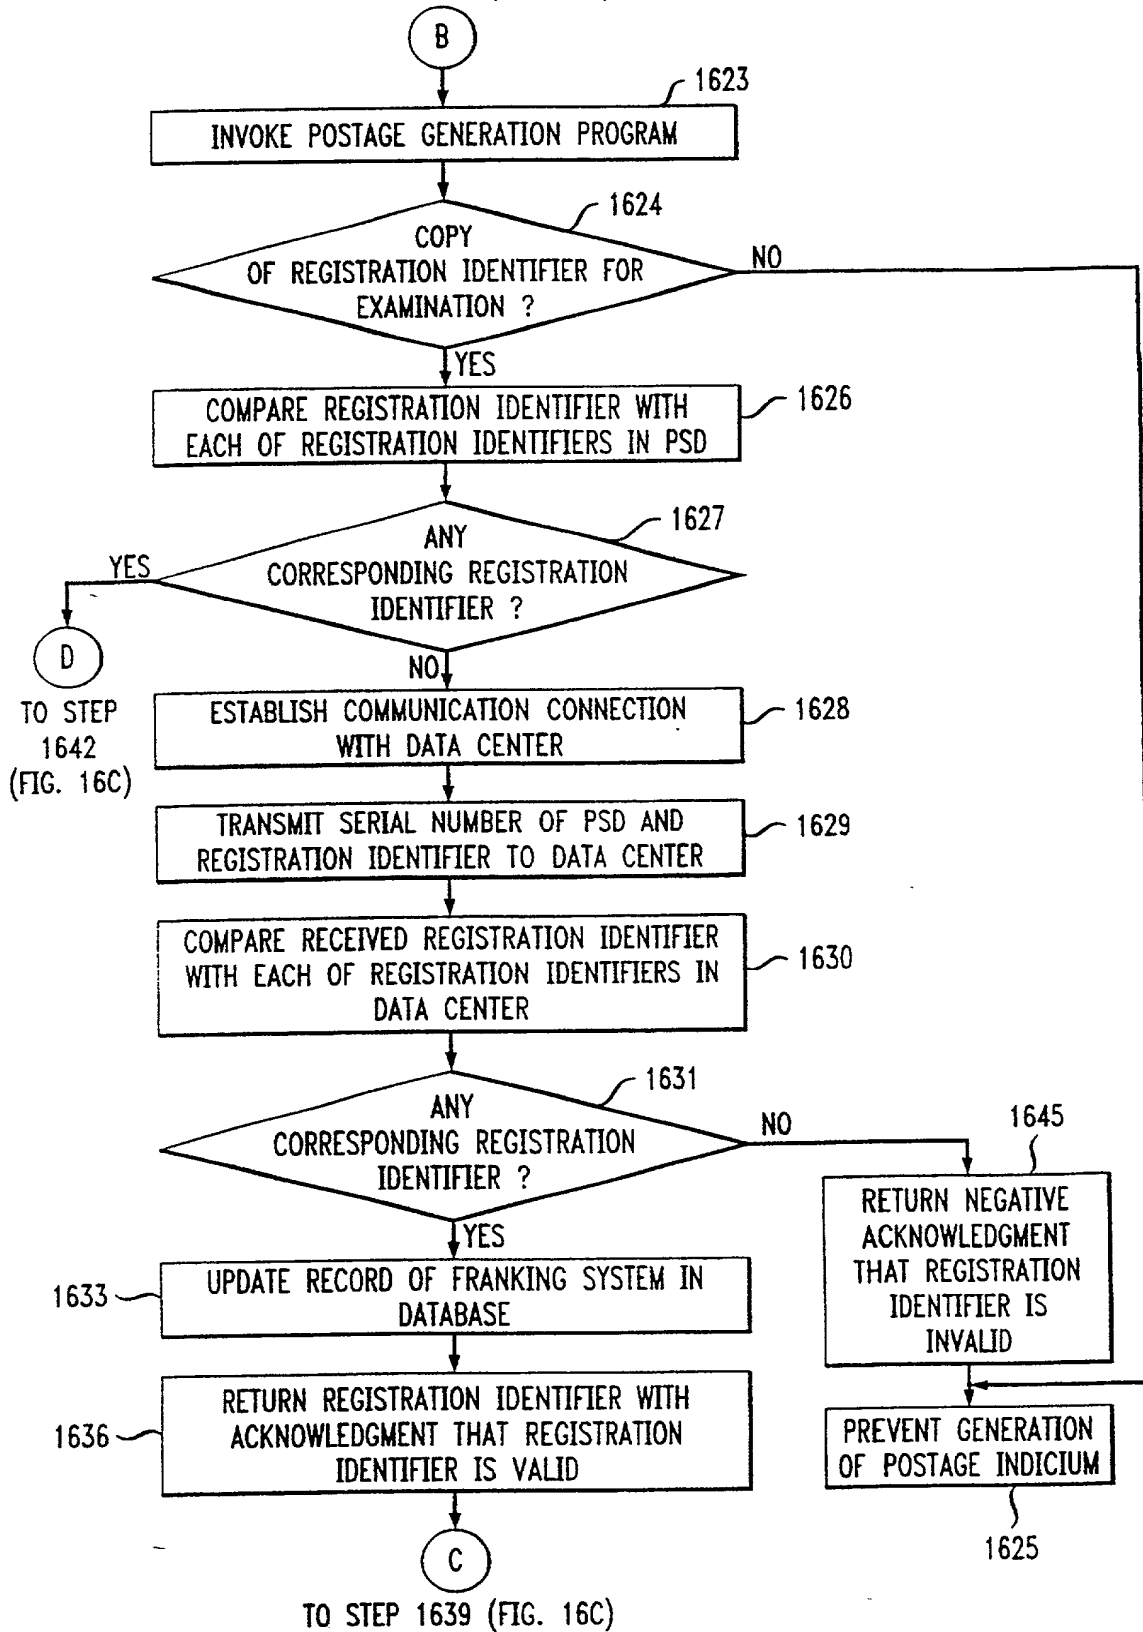 B
1623
INVOKE POSTAGE GENERATION PROGRAM
1624
COPY
OF REGISTRATION IDENTIFIER FOR
EXAMINATION ?
NO
YES
1626
COMPARE REGISTRATION IDENTIFIER WITH
EACH OF REGISTRATION IDENTIFIERS IN PSD
1627
ANY
CORRESPONDING REGISTRATION
IDENTIFIER ?
YES
D
TO STEP
1642
(FIG. 16C)
NO
1628
ESTABLISH COMMUNICATION CONNECTION
WITH DATA CENTER
1629
TRANSMIT SERIAL NUMBER OF PSD AND
REGISTRATION IDENTIFIER TO DATA CENTER
1630
COMPARE RECEIVED REGISTRATION IDENTIFIER
WITH EACH OF REGISTRATION IDENTIFIERS IN
DATA CENTER
1631
ANY
CORRESPONDING REGISTRATION
IDENTIFIER ?
NO
1645
RETURN NEGATIVE
ACKNOWLEDGMENT
THAT REGISTRATION
IDENTIFIER IS
INVALID
YES
1633
UPDATE RECORD OF FRANKING SYSTEM IN
DATABASE
1636
RETURN REGISTRATION IDENTIFIER WITH
ACKNOWLEDGMENT THAT REGISTRATION
IDENTIFIER IS VALID
PREVENT GENERATION
OF POSTAGE INDICIUM
1625
C
TO STEP 1639 (FIG. 16C)